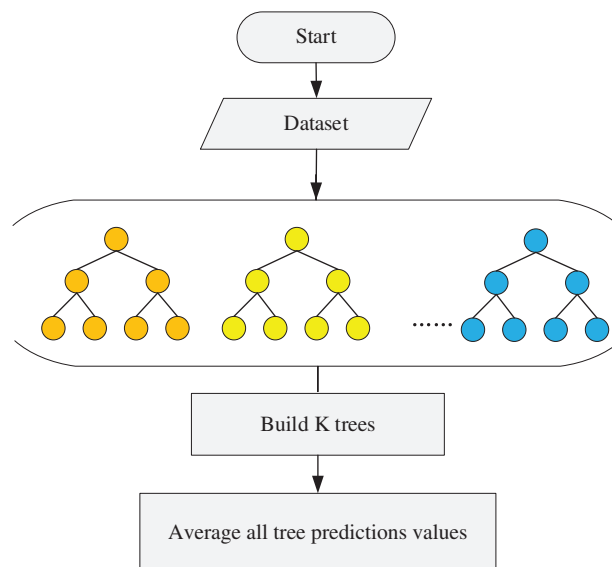 Start
Dataset
......
Build K trees
Average all tree predictions values